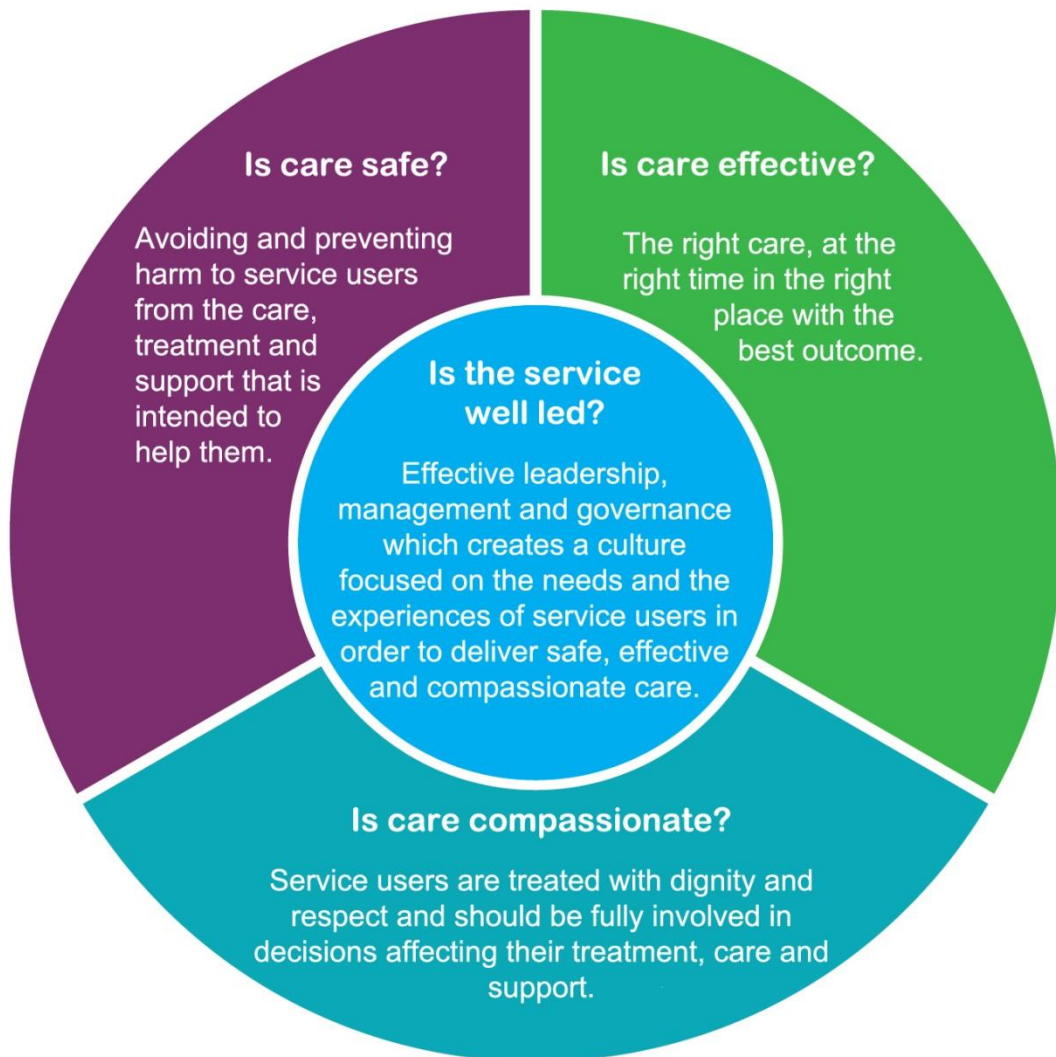 Is care safe?
Avoiding and preventing
harm to service users
from the care,
treatment and
support that is
intended to
help them.
Is care effective?
The right care, at the
right time in the right
place with the
best outcome.
Is the service
well led?
Effective leadership,
management and governance
which creates a culture
focused on the needs and the
experiences of service users in
order to deliver safe, effective
and compassionate care.
Is care compassionate?
Service users are treated with dignity and
respect and should be fully involved in
decisions affecting their treatment, care and
support.